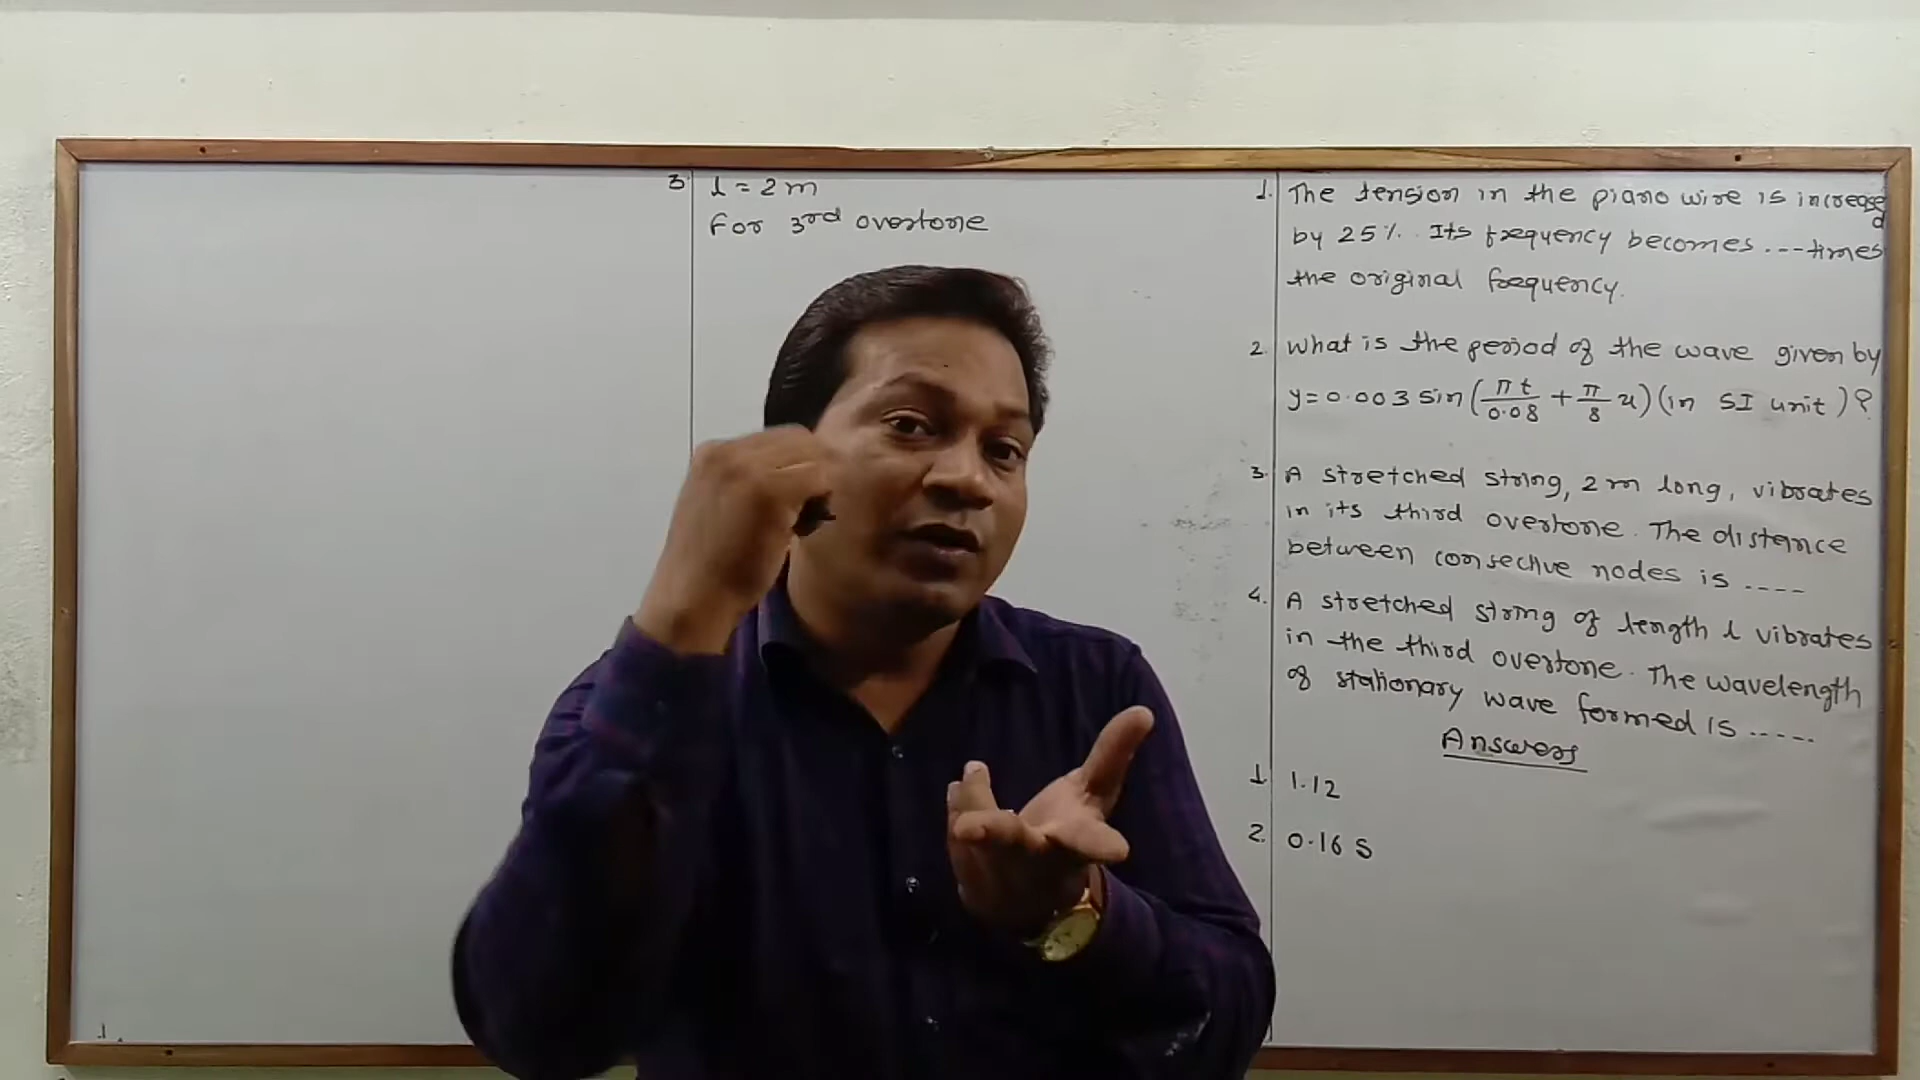 3. l = 2 m
For 3rd overtone
1. The tension in the piano wire is increased
by 25%. Its frequency becomes ---times
the original frequency.
2. What is the period of the wave given by
y = 0.003 sin (πt/0.08 + π/8 x) (in SI unit)?
3. A stretched string, 2 m long, vibrates
in its third overtone. The distance
between consective nodes is ----
4. A stretched string of length l vibrates
in the third overtone. The wavelength
of stationary wave formed is -----
Answers
1. 1.12
2. 0.16 s